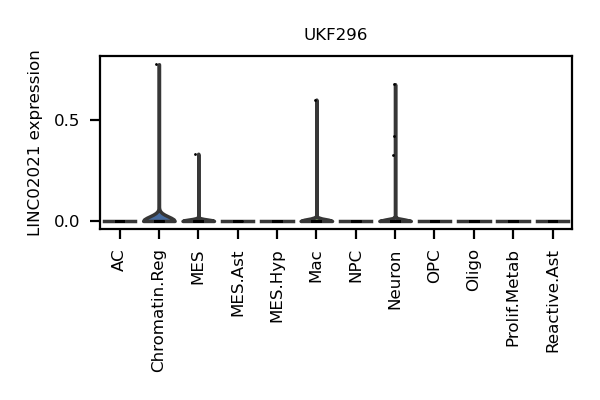 UKF296
LINC02021 expression
0.5
0.0
AC
Chromatin.Reg
MES
MES.Ast
MES.Hyp
Mac
NPC
Neuron
OPC
Oligo
Prolif.Metab
Reactive.Ast